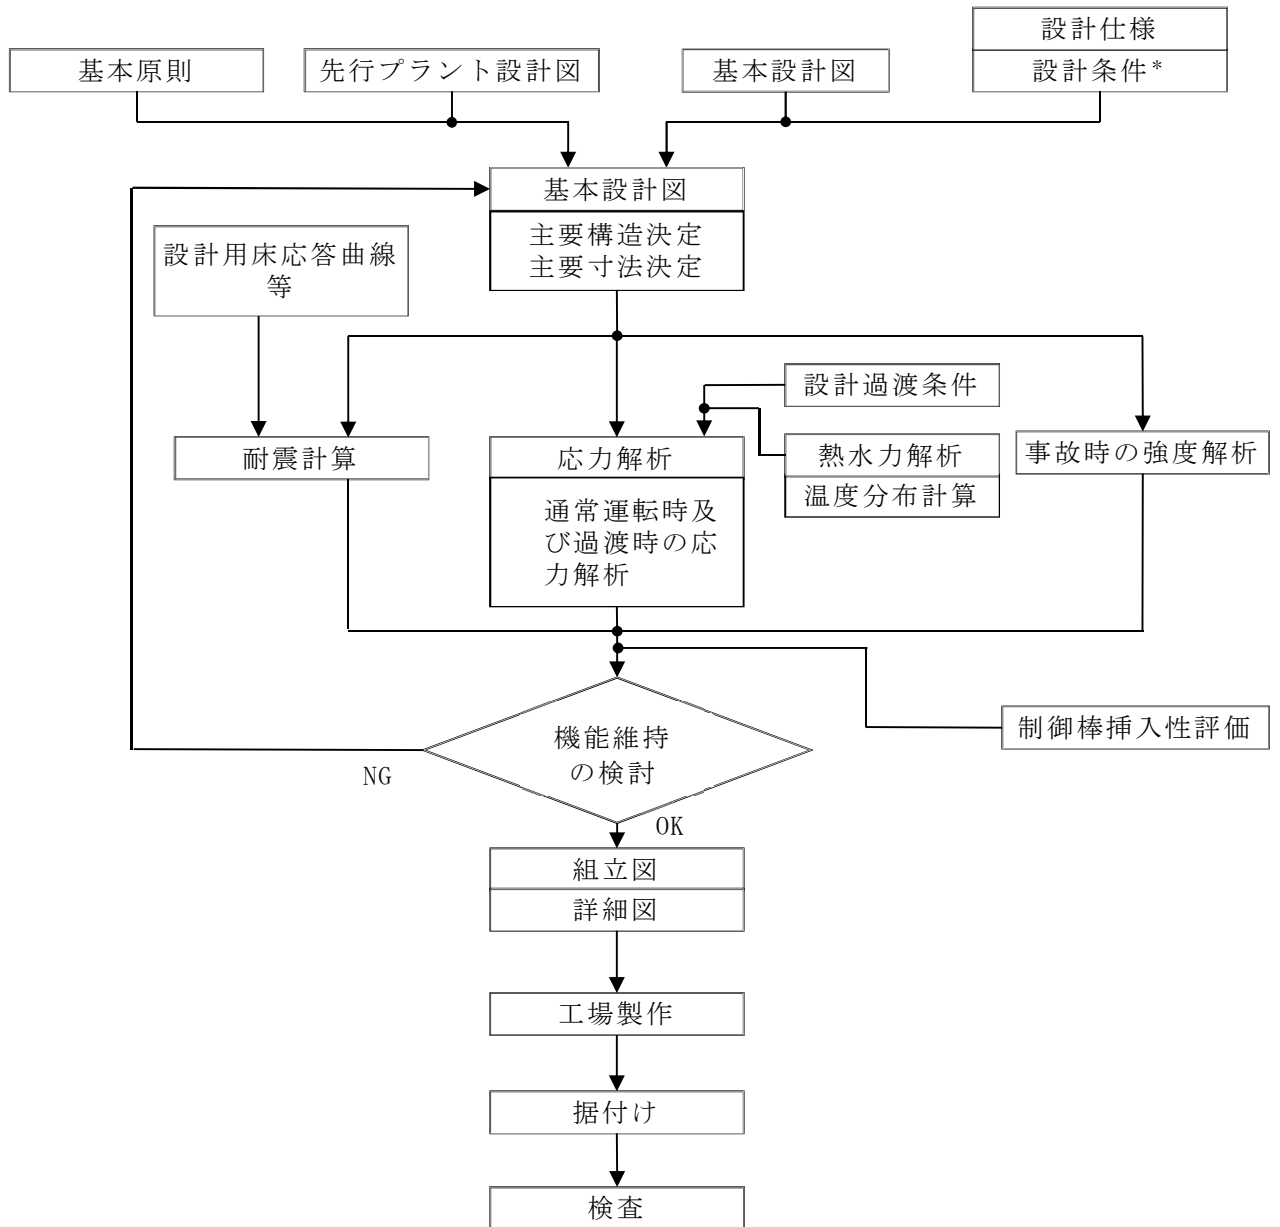 設計仕様
基本原則
先行プラント設計図
基本設計図
設計条件*
基本設計図
主要構造決定
主要寸法決定
設計用床応答曲線
等
設計過渡条件
耐震計算
応力解析
熱水力解析
事故時の強度解析
温度分布計算
通常運転時及
び過渡時の応
力解析
制御棒挿入性評価
機能維持
の検討
NG
OK
組立図
詳細図
工場製作
据付け
検査